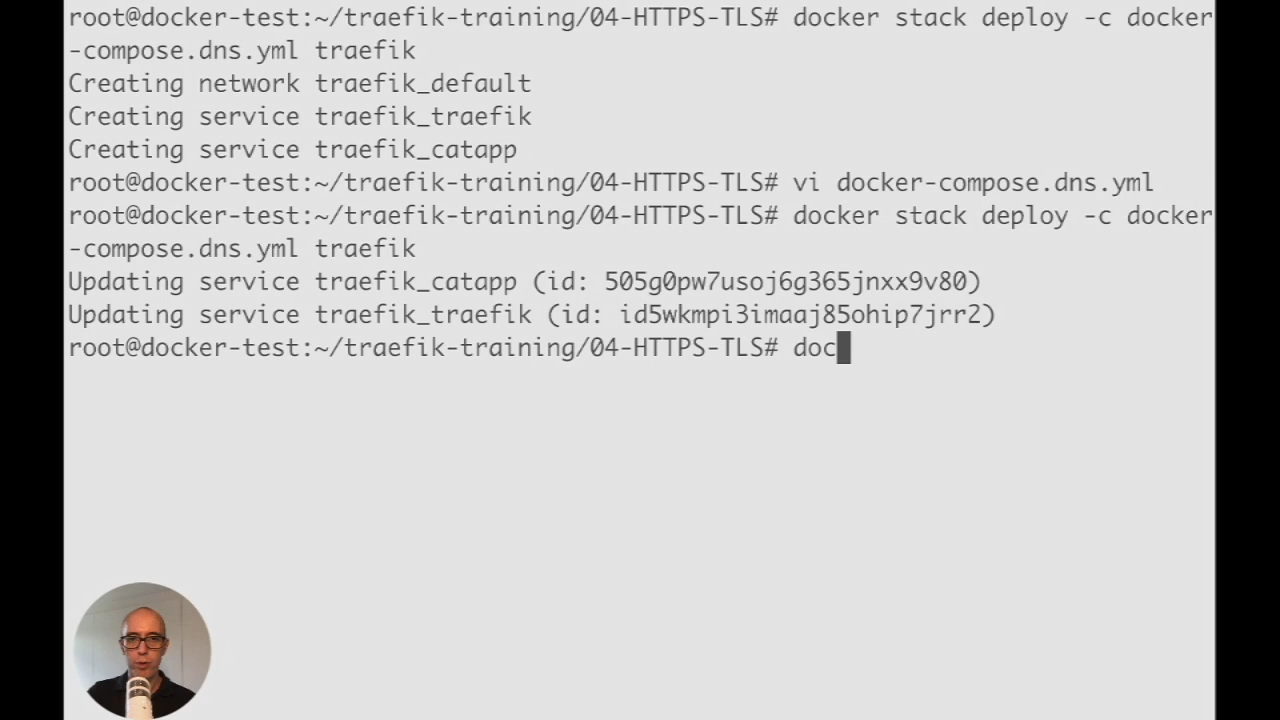 root@docker-test:~/traefik-training/04-HTTPS-TLS# docker stack deploy -c docker
-compose.dns.yml traefik
Creating network traefik_default
Creating service traefik_traefik
Creating service traefik_catapp
root@docker-test:~/traefik-training/04-HTTPS-TLS# vi docker-compose.dns.yml
root@docker-test:~/traefik-training/04-HTTPS-TLS# docker stack deploy -c docker
-compose.dns.yml traefik
Updating service traefik_catapp (id: 505g0pw7usoj6g365jnxx9v80)
Updating service traefik_traefik (id: id5wkmpi3imaaj85ohip7jrr2)
root@docker-test:~/traefik-training/04-HTTPS-TLS# doc